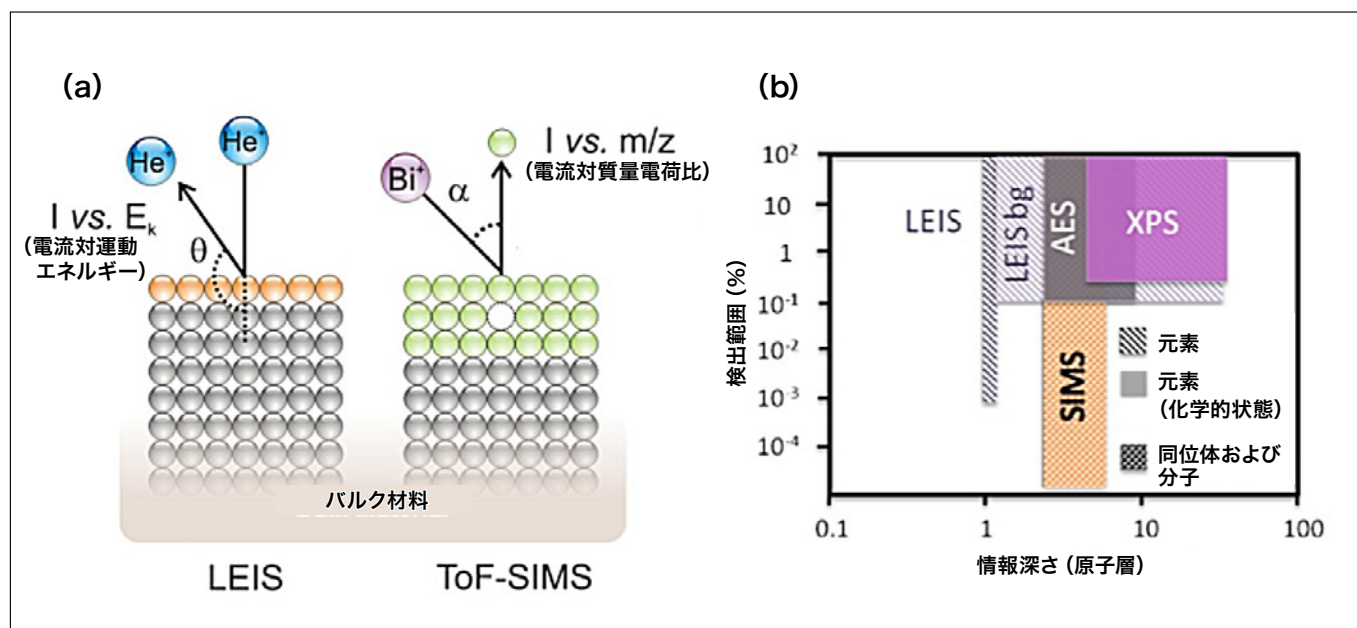 (a)
He⁺
He⁺
I vs. Eₖ
（電流対運動
エネルギー）
θ
Bi⁺
α
I vs. m/z
（電流対質量電荷比）
バルク材料
LEIS
ToF-SIMS
(b)
検出範囲（%）
10²
10
1
10⁻¹
10⁻²
10⁻³
10⁻⁴
LEIS
LEIS bg
AES
XPS
SIMS
元素
元素
（化学的状態）
同位体および
分子
0.1
1
10
100
情報深さ（原子層）